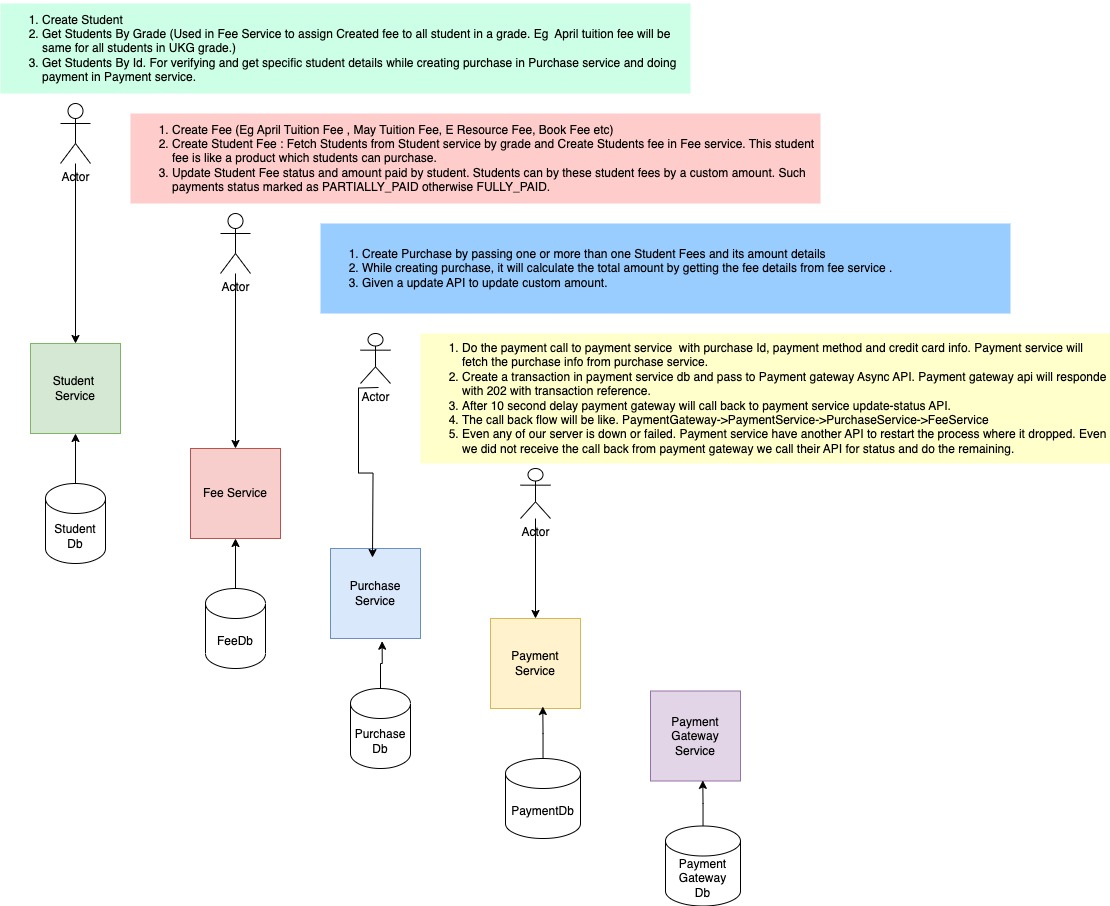 1. Create Student
2. Get Students By Grade (Used in Fee Service to assign Created fee to all student in a grade. Eg  April tuition fee will be
same for all students in UKG grade.)
3. Get Students By Id. For verifying and get specific student details while creating purchase in Purchase service and doing
payment in Payment service.
Actor
1. Create Fee (Eg April Tuition Fee , May Tuition Fee, E Resource Fee, Book Fee etc)
2. Create Student Fee : Fetch Students from Student service by grade and Create Students fee in Fee service. This student
fee is like a product which students can purchase.
3. Update Student Fee status and amount paid by student. Students can by these student fees by a custom amount. Such
payments status marked as PARTIALLY_PAID otherwise FULLY_PAID.
Actor
1. Create Purchase by passing one or more than one Student Fees and its amount details
2. While creating purchase, it will calculate the total amount by getting the fee details from fee service .
3. Given a update API to update custom amount.
Actor
1. Do the payment call to payment service  with purchase Id, payment method and credit card info. Payment service will
fetch the purchase info from purchase service.
2. Create a transaction in payment service db and pass to Payment gateway Async API. Payment gateway api will responde
with 202 with transaction reference.
3. After 10 second delay payment gateway will call back to payment service update-status API.
4. The call back flow will be like. PaymentGateway->PaymentService->PurchaseService->FeeService
5. Even any of our server is down or failed. Payment service have another API to restart the process where it dropped. Even
we did not receive the call back from payment gateway we call their API for status and do the remaining.
Actor
Student
Service
Student
Db
Fee Service
FeeDb
Purchase
Service
Purchase
Db
Payment
Service
PaymentDb
Payment
Gateway
Service
Payment
Gateway
Db